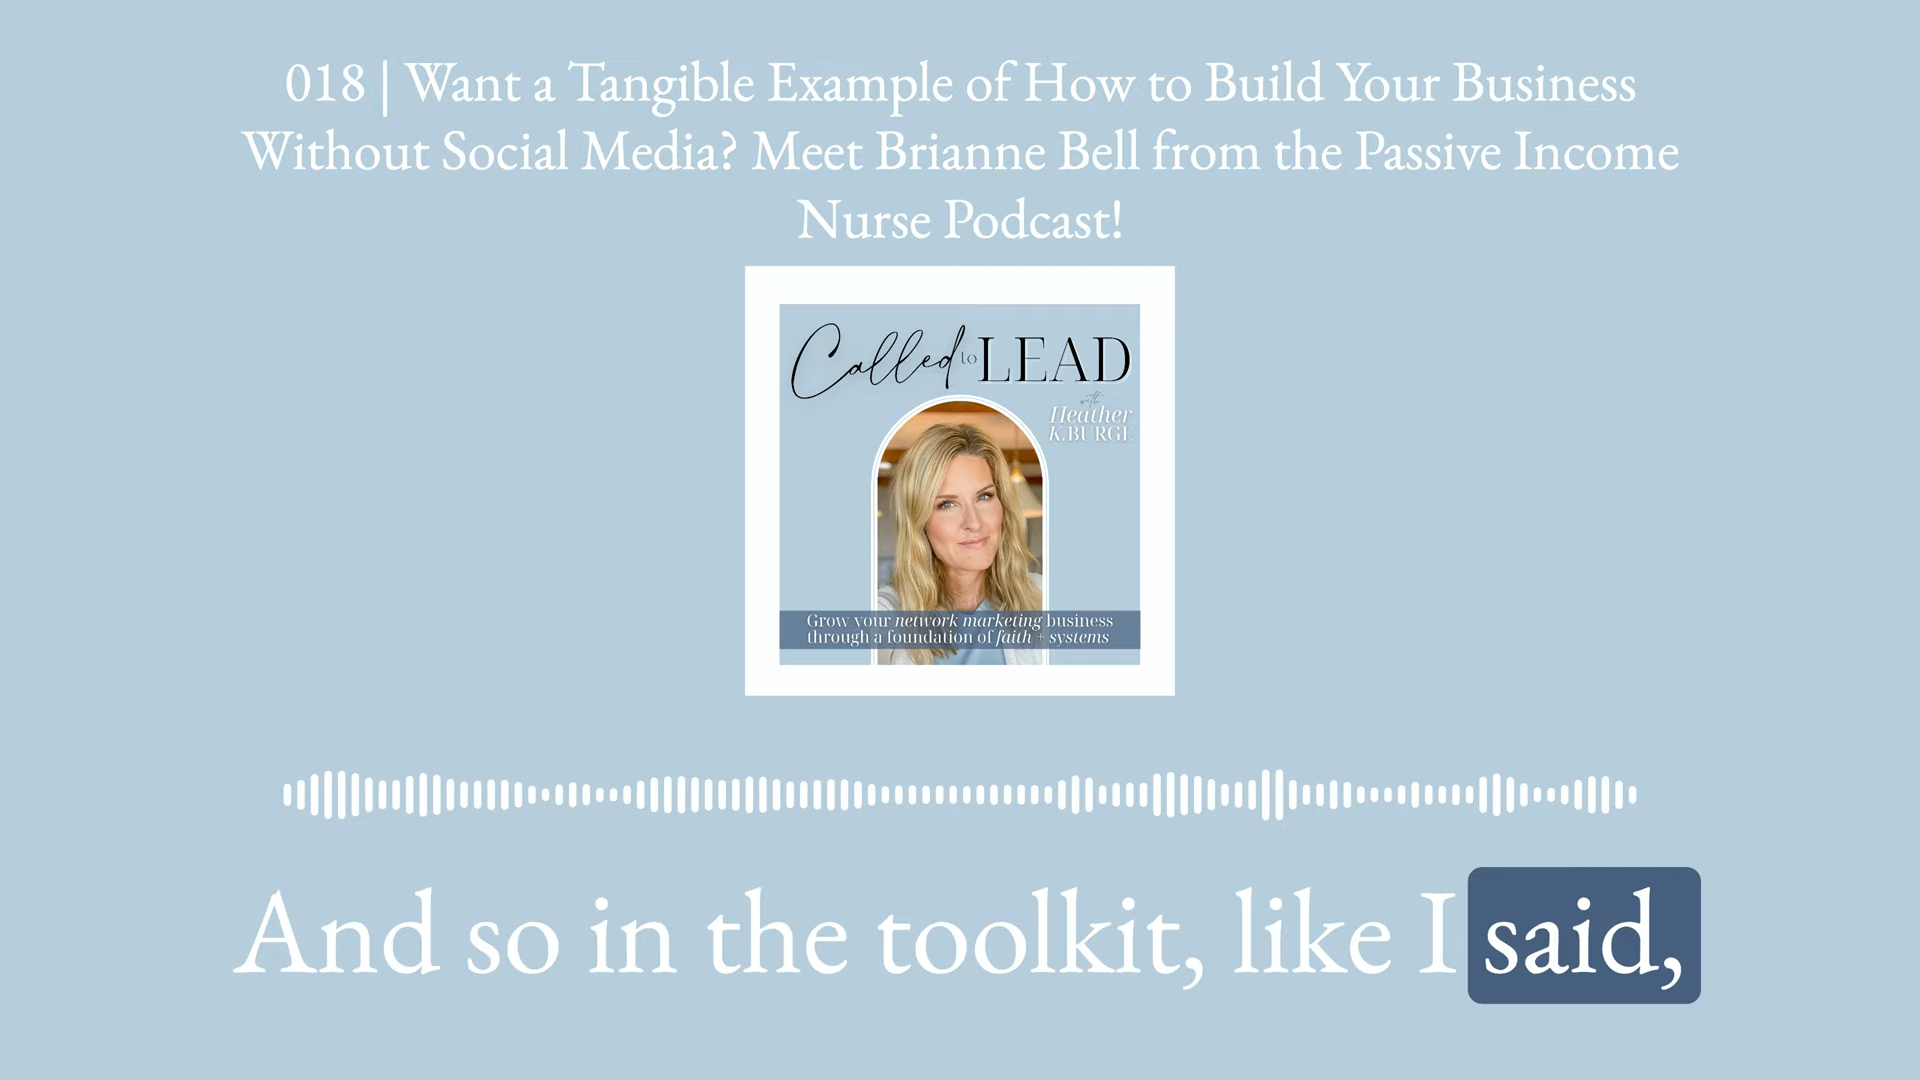 018 | Want a Tangible Example of How to Build Your Business
Without Social Media? Meet Brianne Bell from the Passive Income
Nurse Podcast!
Called to LEAD
with
Heather
K.BURGE
Grow your network marketing business
through a foundation of faith + systems
And so in the toolkit, like I said,